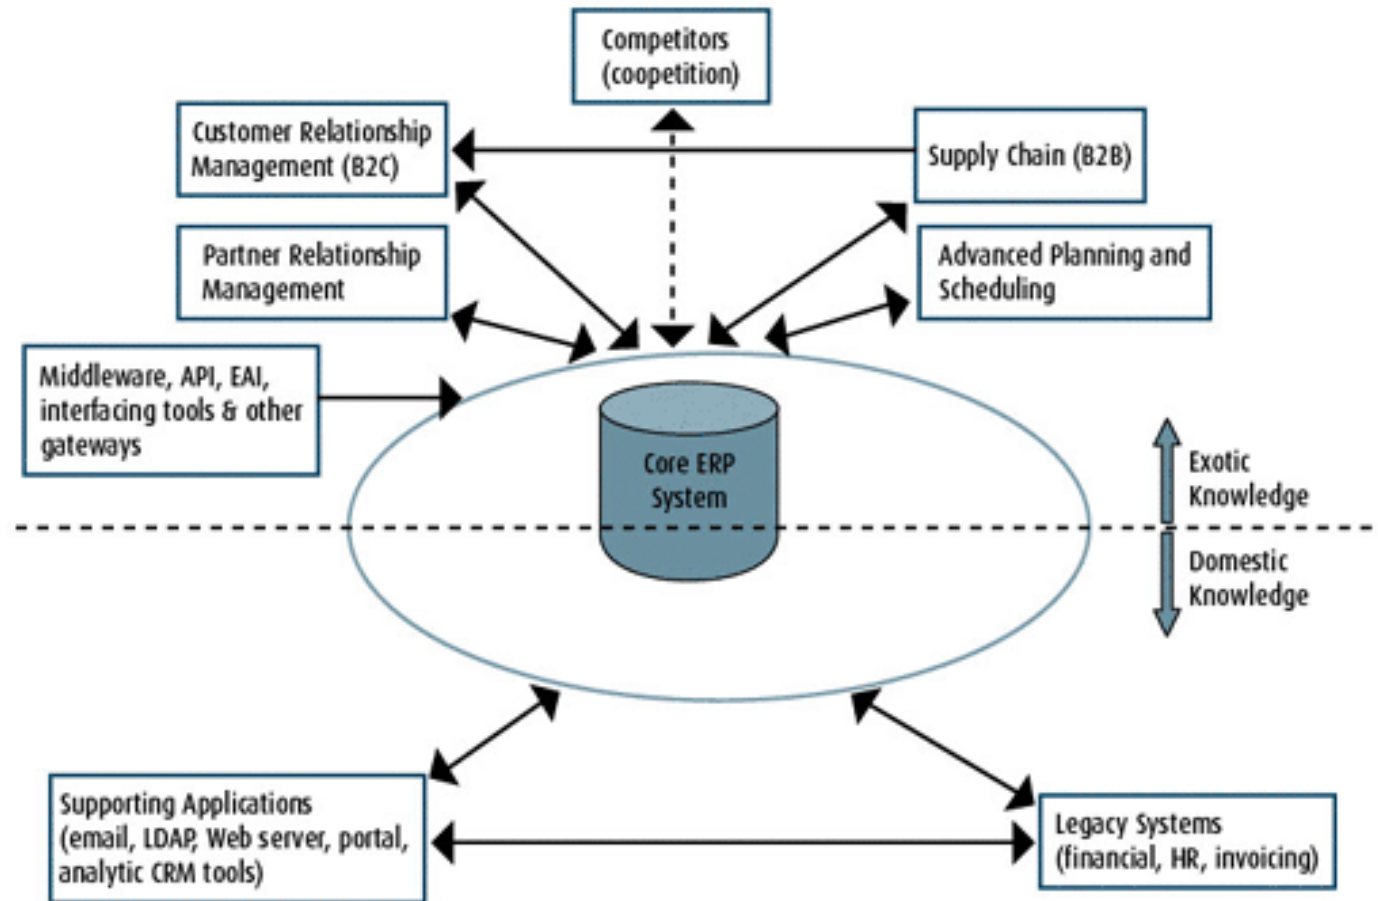 Competitors
(coopetition)
Customer Relationship
Management (B2C)
Supply Chain (B2B)
Partner Relationship
Management
Advanced Planning and
Scheduling
Middleware, API, EAI,
interfacing tools & other
gateways
Core ERP
System
Exotic
Knowledge
Domestic
Knowledge
Supporting Applications
(email, LDAP, Web server, portal,
analytic CRM tools)
Legacy Systems
(financial, HR, invoicing)